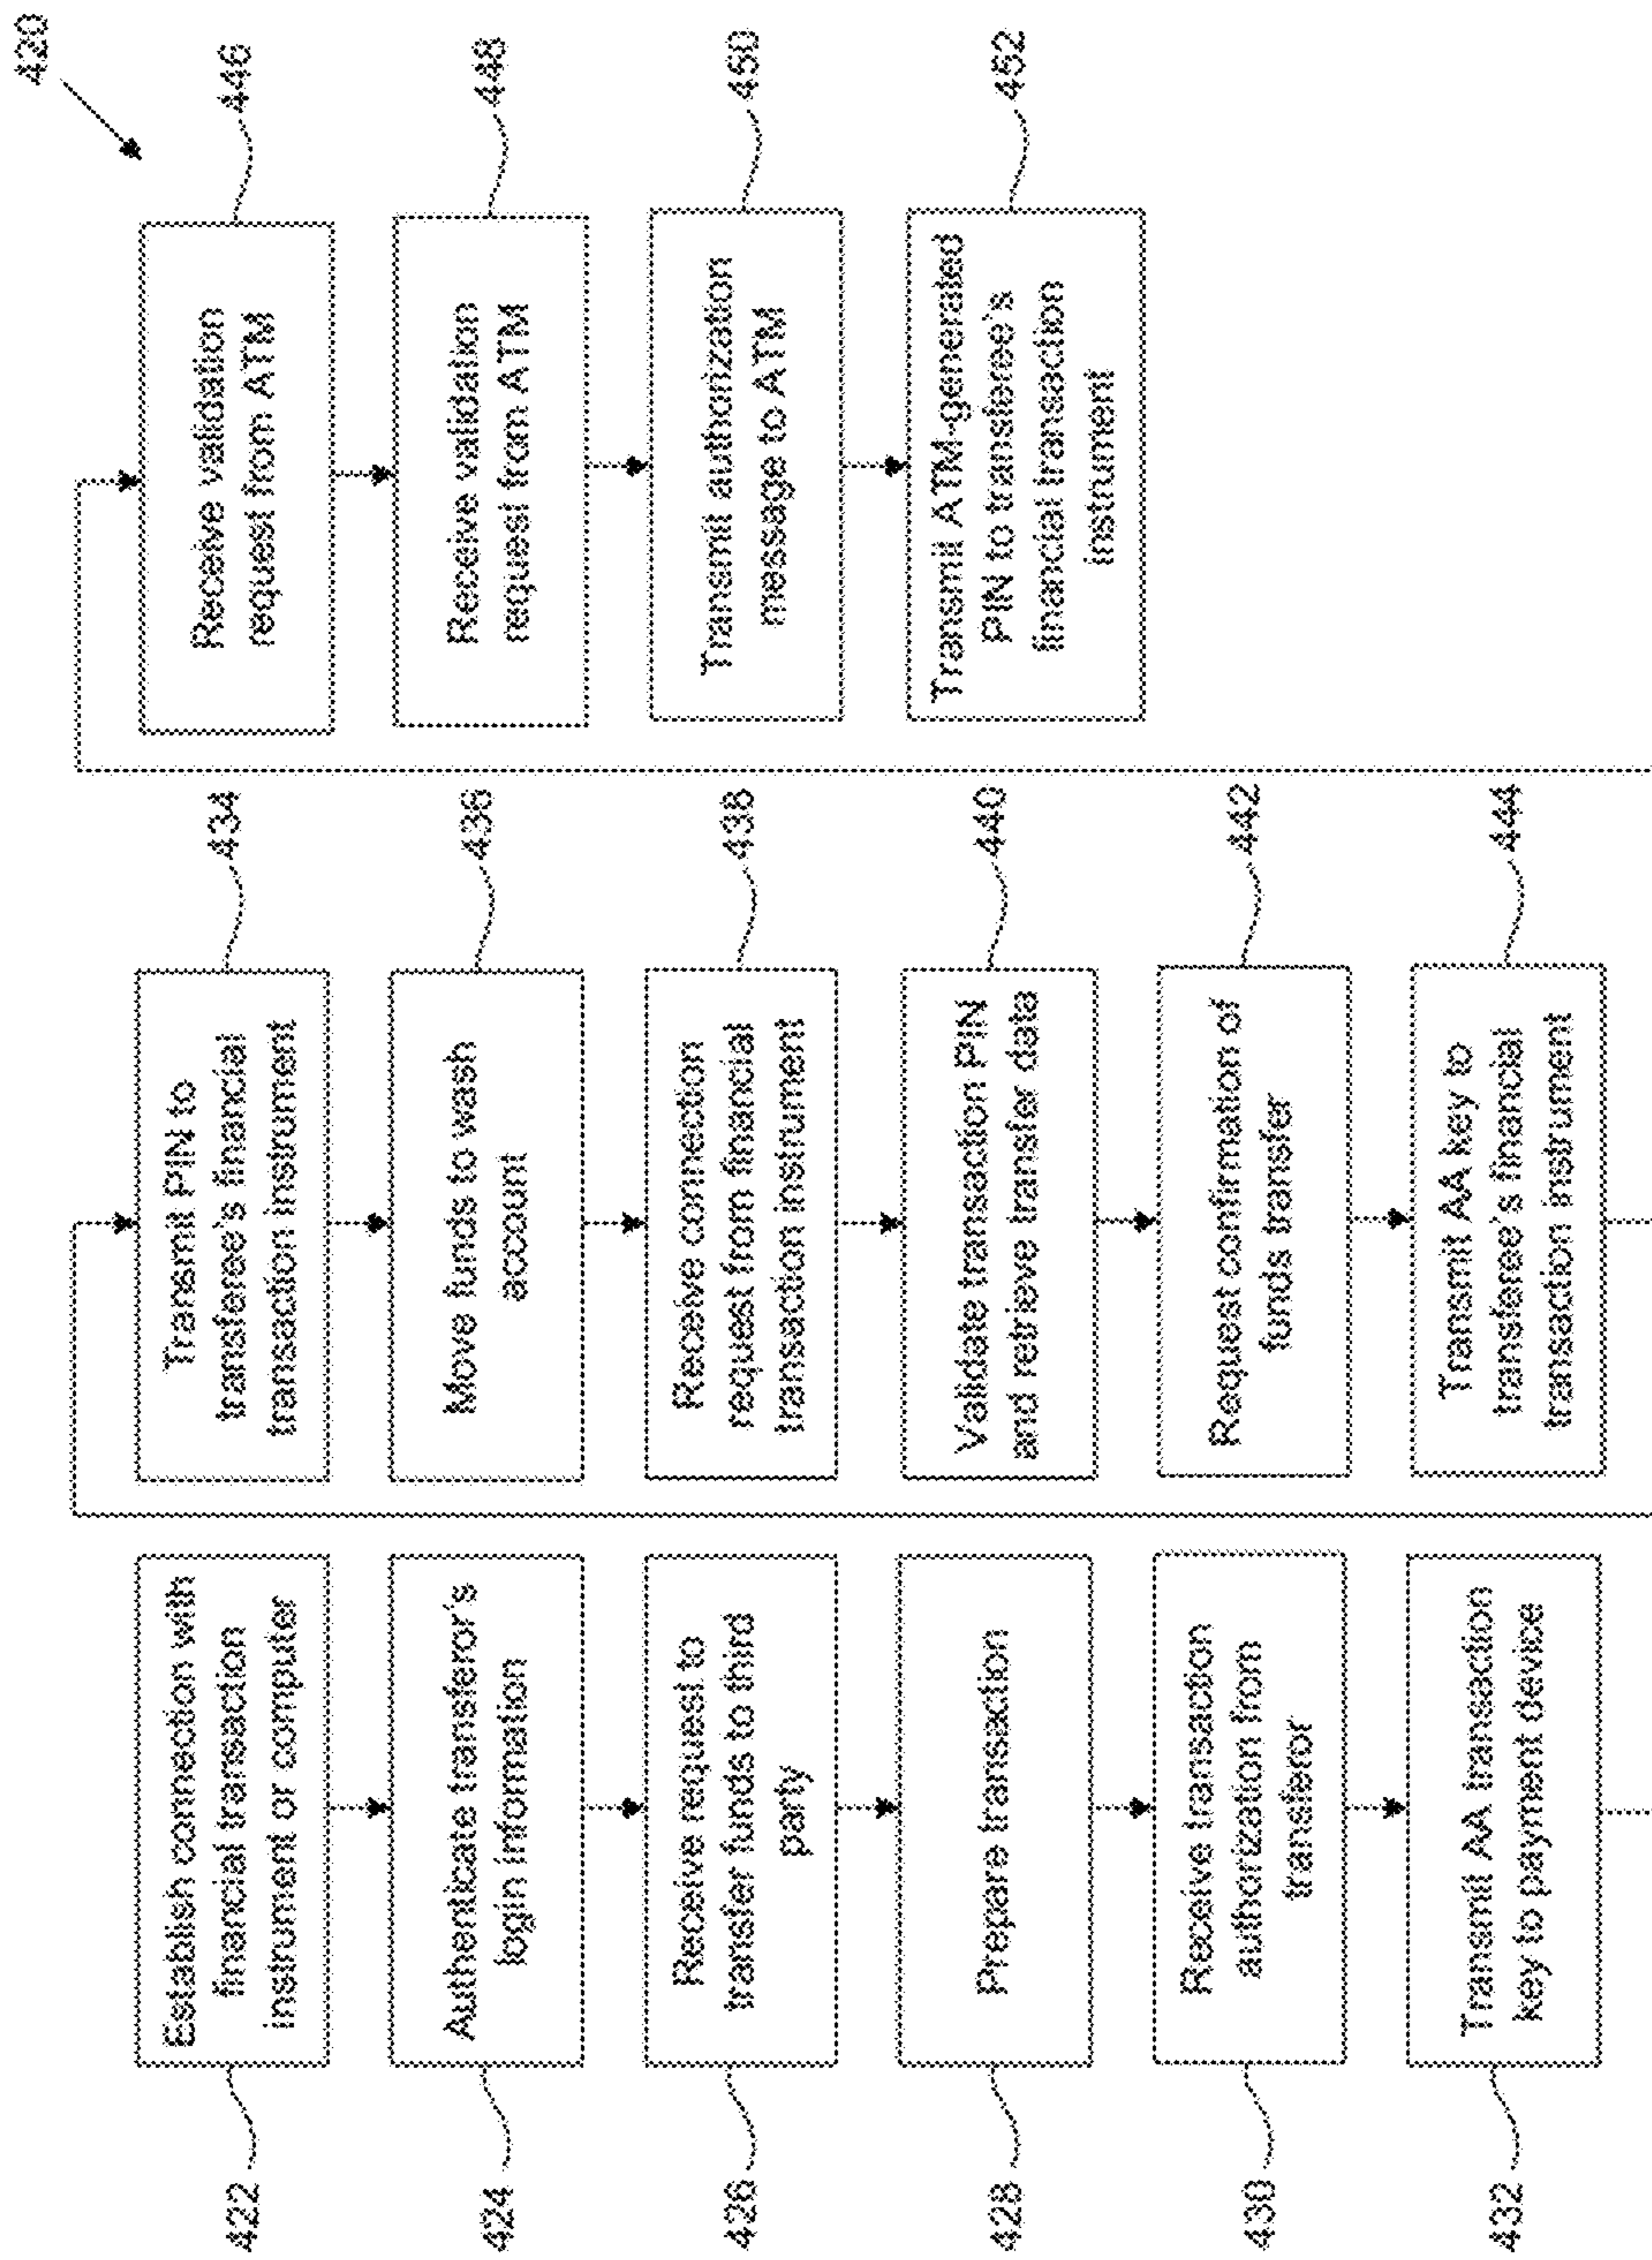 420
422
Establish connection with
financial transaction
instrument or computer
424
Authenticate transferor's
login information
426
Receive request to
transfer funds to third
party
428
Prepare transaction
430
Receive transaction
authorization from
transferor
432
Transmit AA transaction
key to payment device
434
Transmit PIN to
transferee's financial
transaction instrument
436
Move funds to wash
account
438
Receive connection
request from financial
transaction instrument
440
Validate transaction PIN
and retrieve transfer data
442
Request confirmation of
funds transfer
444
Transmit AA key to
transferee's financial
transaction instrument
446
Receive validation
request from ATM
448
Receive validation
request from ATM
450
Transmit authorization
message to ATM
452
Transmit ATM-generated
PIN to transferee's
financial transaction
instrument